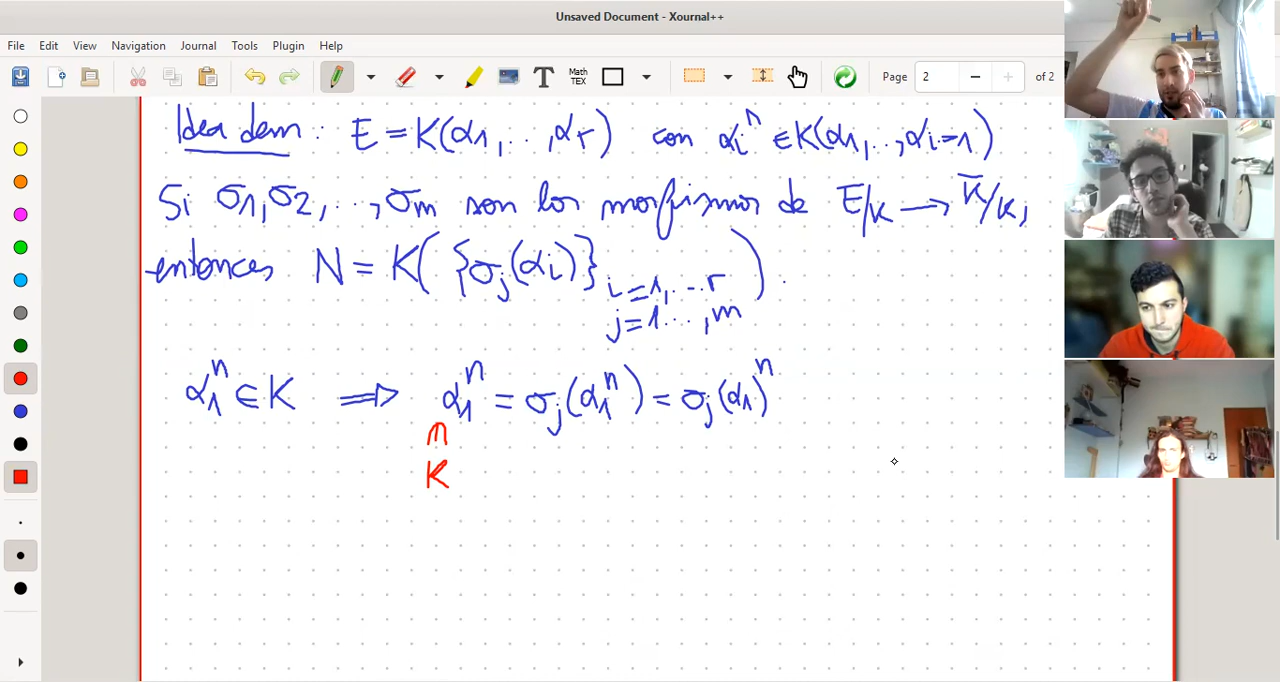 Unsaved Document - Xournal++
File Edit View Navigation Journal Tools Plugin Help
T Math TEX Page 2 of 2
Idea dem: E = K(α1,..,αr) con αi^n ∈ K(α1,..,αi=1)
Si σ1,σ2,..,σm son los morfismos de E/K → K̅/K,
entonces N = K({σj(αi)} i=1,..r j=1..,m).
α1^n ∈ K ⟹ α1^n = σj(α1^n) = σj(α1)^n
∩
K